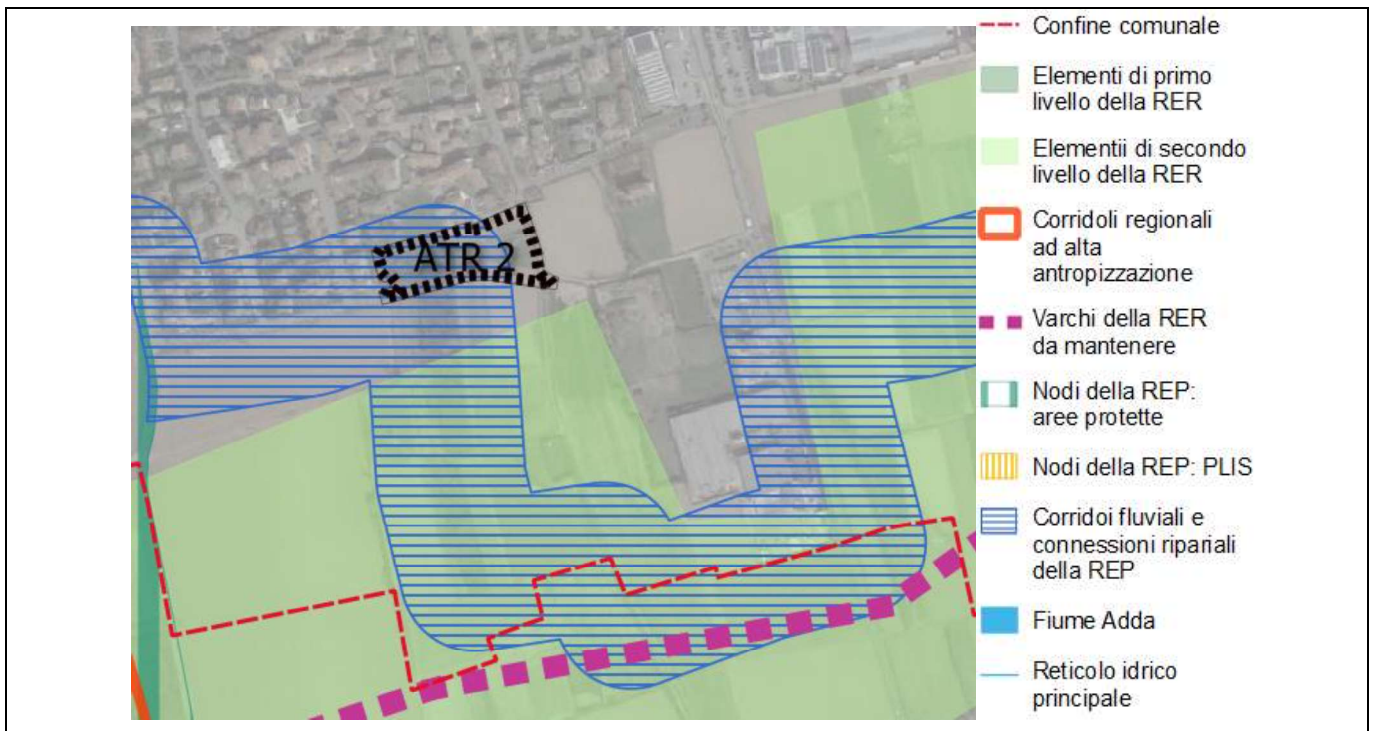 ATR 2
Confine comunale
Elementi di primo
livello della RER
Elementii di secondo
livello della RER
Corridoli regionali
ad alta
antropizzazione
Varchi della RER
da mantenere
Nodi della REP:
aree protette
Nodi della REP: PLIS
Corridoi fluviali e
connessioni ripariali
della REP
Fiume Adda
Reticolo idrico
principale